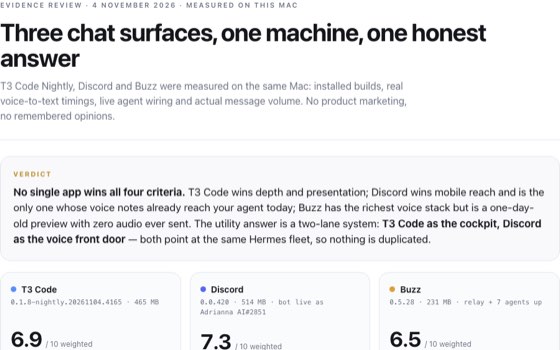 EVIDENCE REVIEW · 4 NOVEMBER 2026 · MEASURED ON THIS MAC
Three chat surfaces, one machine, one honest
answer
T3 Code Nightly, Discord and Buzz were measured on the same Mac: installed builds, real
voice-to-text timings, live agent wiring and actual message volume. No product marketing,
no remembered opinions.
VERDICT
No single app wins all four criteria. T3 Code wins depth and presentation; Discord wins mobile reach and is the
only one whose voice notes already reach your agent today; Buzz has the richest voice stack but is a one-day-
old preview with zero audio ever sent. The utility answer is a two-lane system: T3 Code as the cockpit, Discord
as the voice front door — both point at the same Hermes fleet, so nothing is duplicated.
T3 Code
0.1.8-nightly.20261104.4165 · 465 MB
6.9 / 10 weighted
Discord
0.0.420 · 514 MB · bot live as
Adrianna AI#2851
7.3 / 10 weighted
Buzz
0.5.28 · 231 MB · relay + 7 agents up
6.5 / 10 weighted